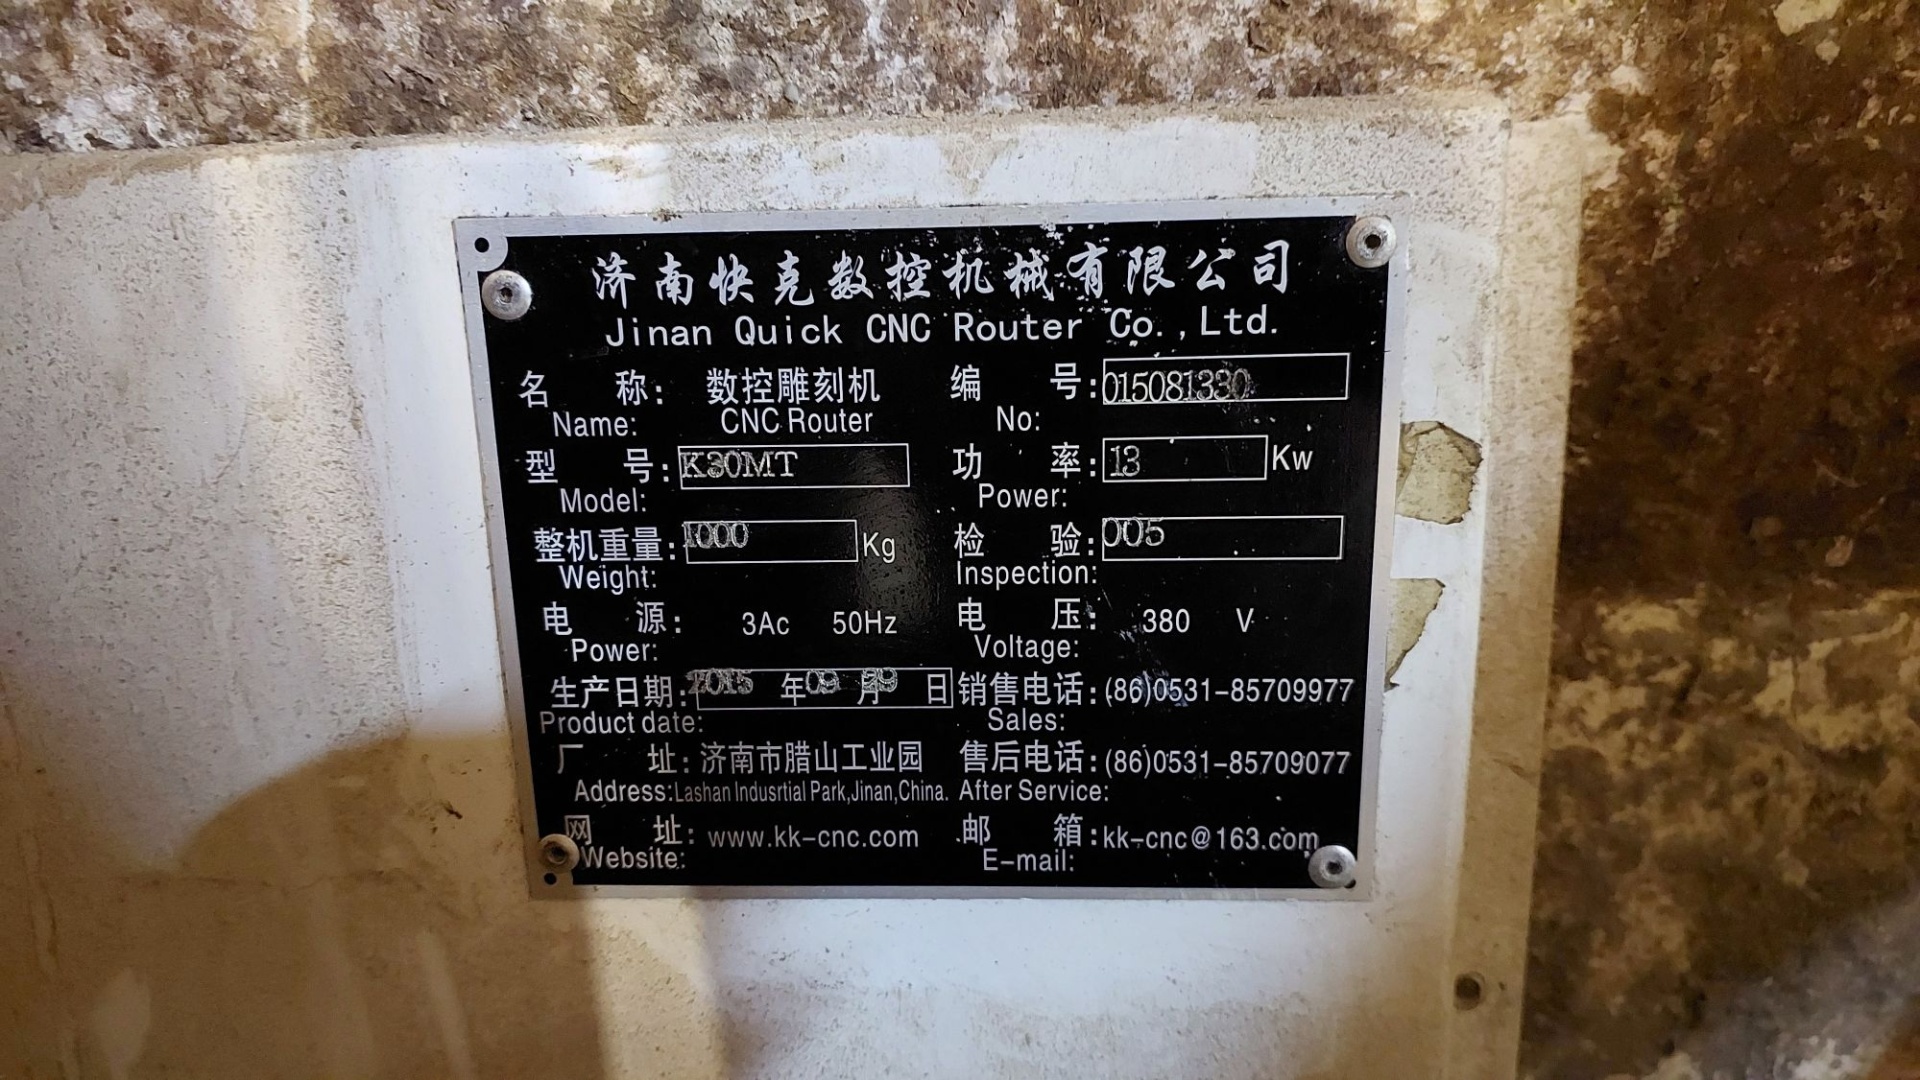 济南快克数控机械有限公司
Jinan Quick CNC Router Co.,Ltd.
名 称: 数控雕刻机 编 号: 015081330
Name: CNC Router No:
型 号: K30MT 功 率: 13 Kw
Model: Power:
整机重量: 1000 Kg 检 验: 005
Weight: Inspection:
电 源: 3Ac 50Hz 电 压: 380 V
Power: Voltage:
生产日期: 2015 年 09 月 日 销售电话: (86)0531-85709977
Product date: Sales:
厂 址: 济南市腊山工业园 售后电话: (86)0531-85709077
Address: Lashan Indusrtial Park,Jinan,China. After Service:
网 址: www.kk-cnc.com 邮 箱: kk-cnc@163.com
Website: E-mail: